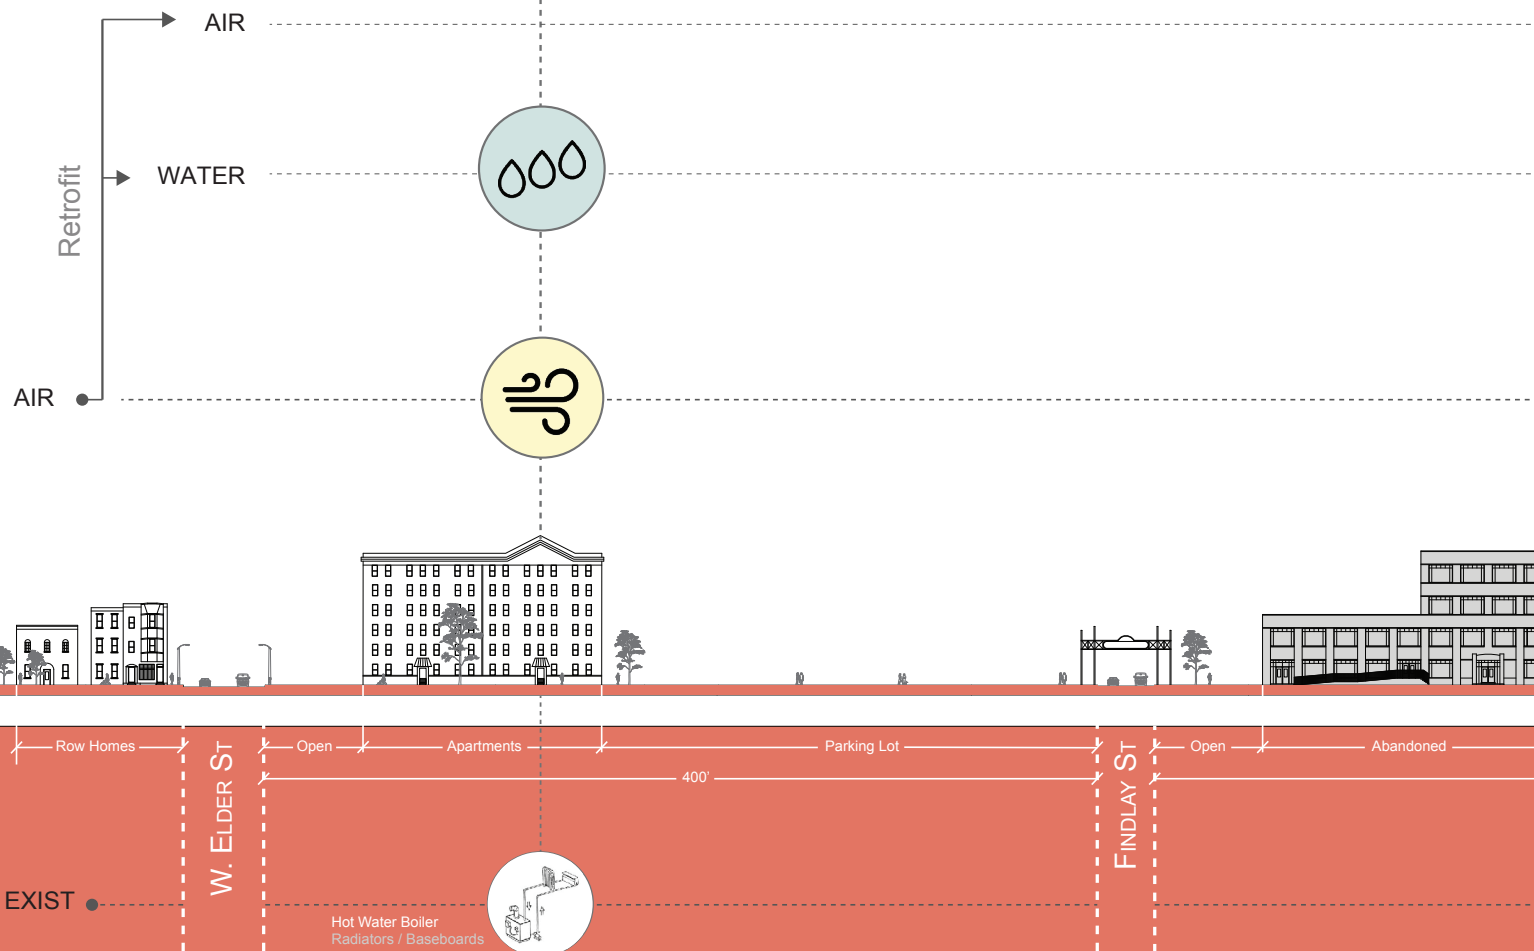 AIR
WATER
Retrofit
AIR
Row Homes
Open
Apartments
Parking Lot
Open
Abandoned
400'
W. ELDER ST
FINDLAY ST
EXIST
Hot Water Boiler
Radiators / Baseboards